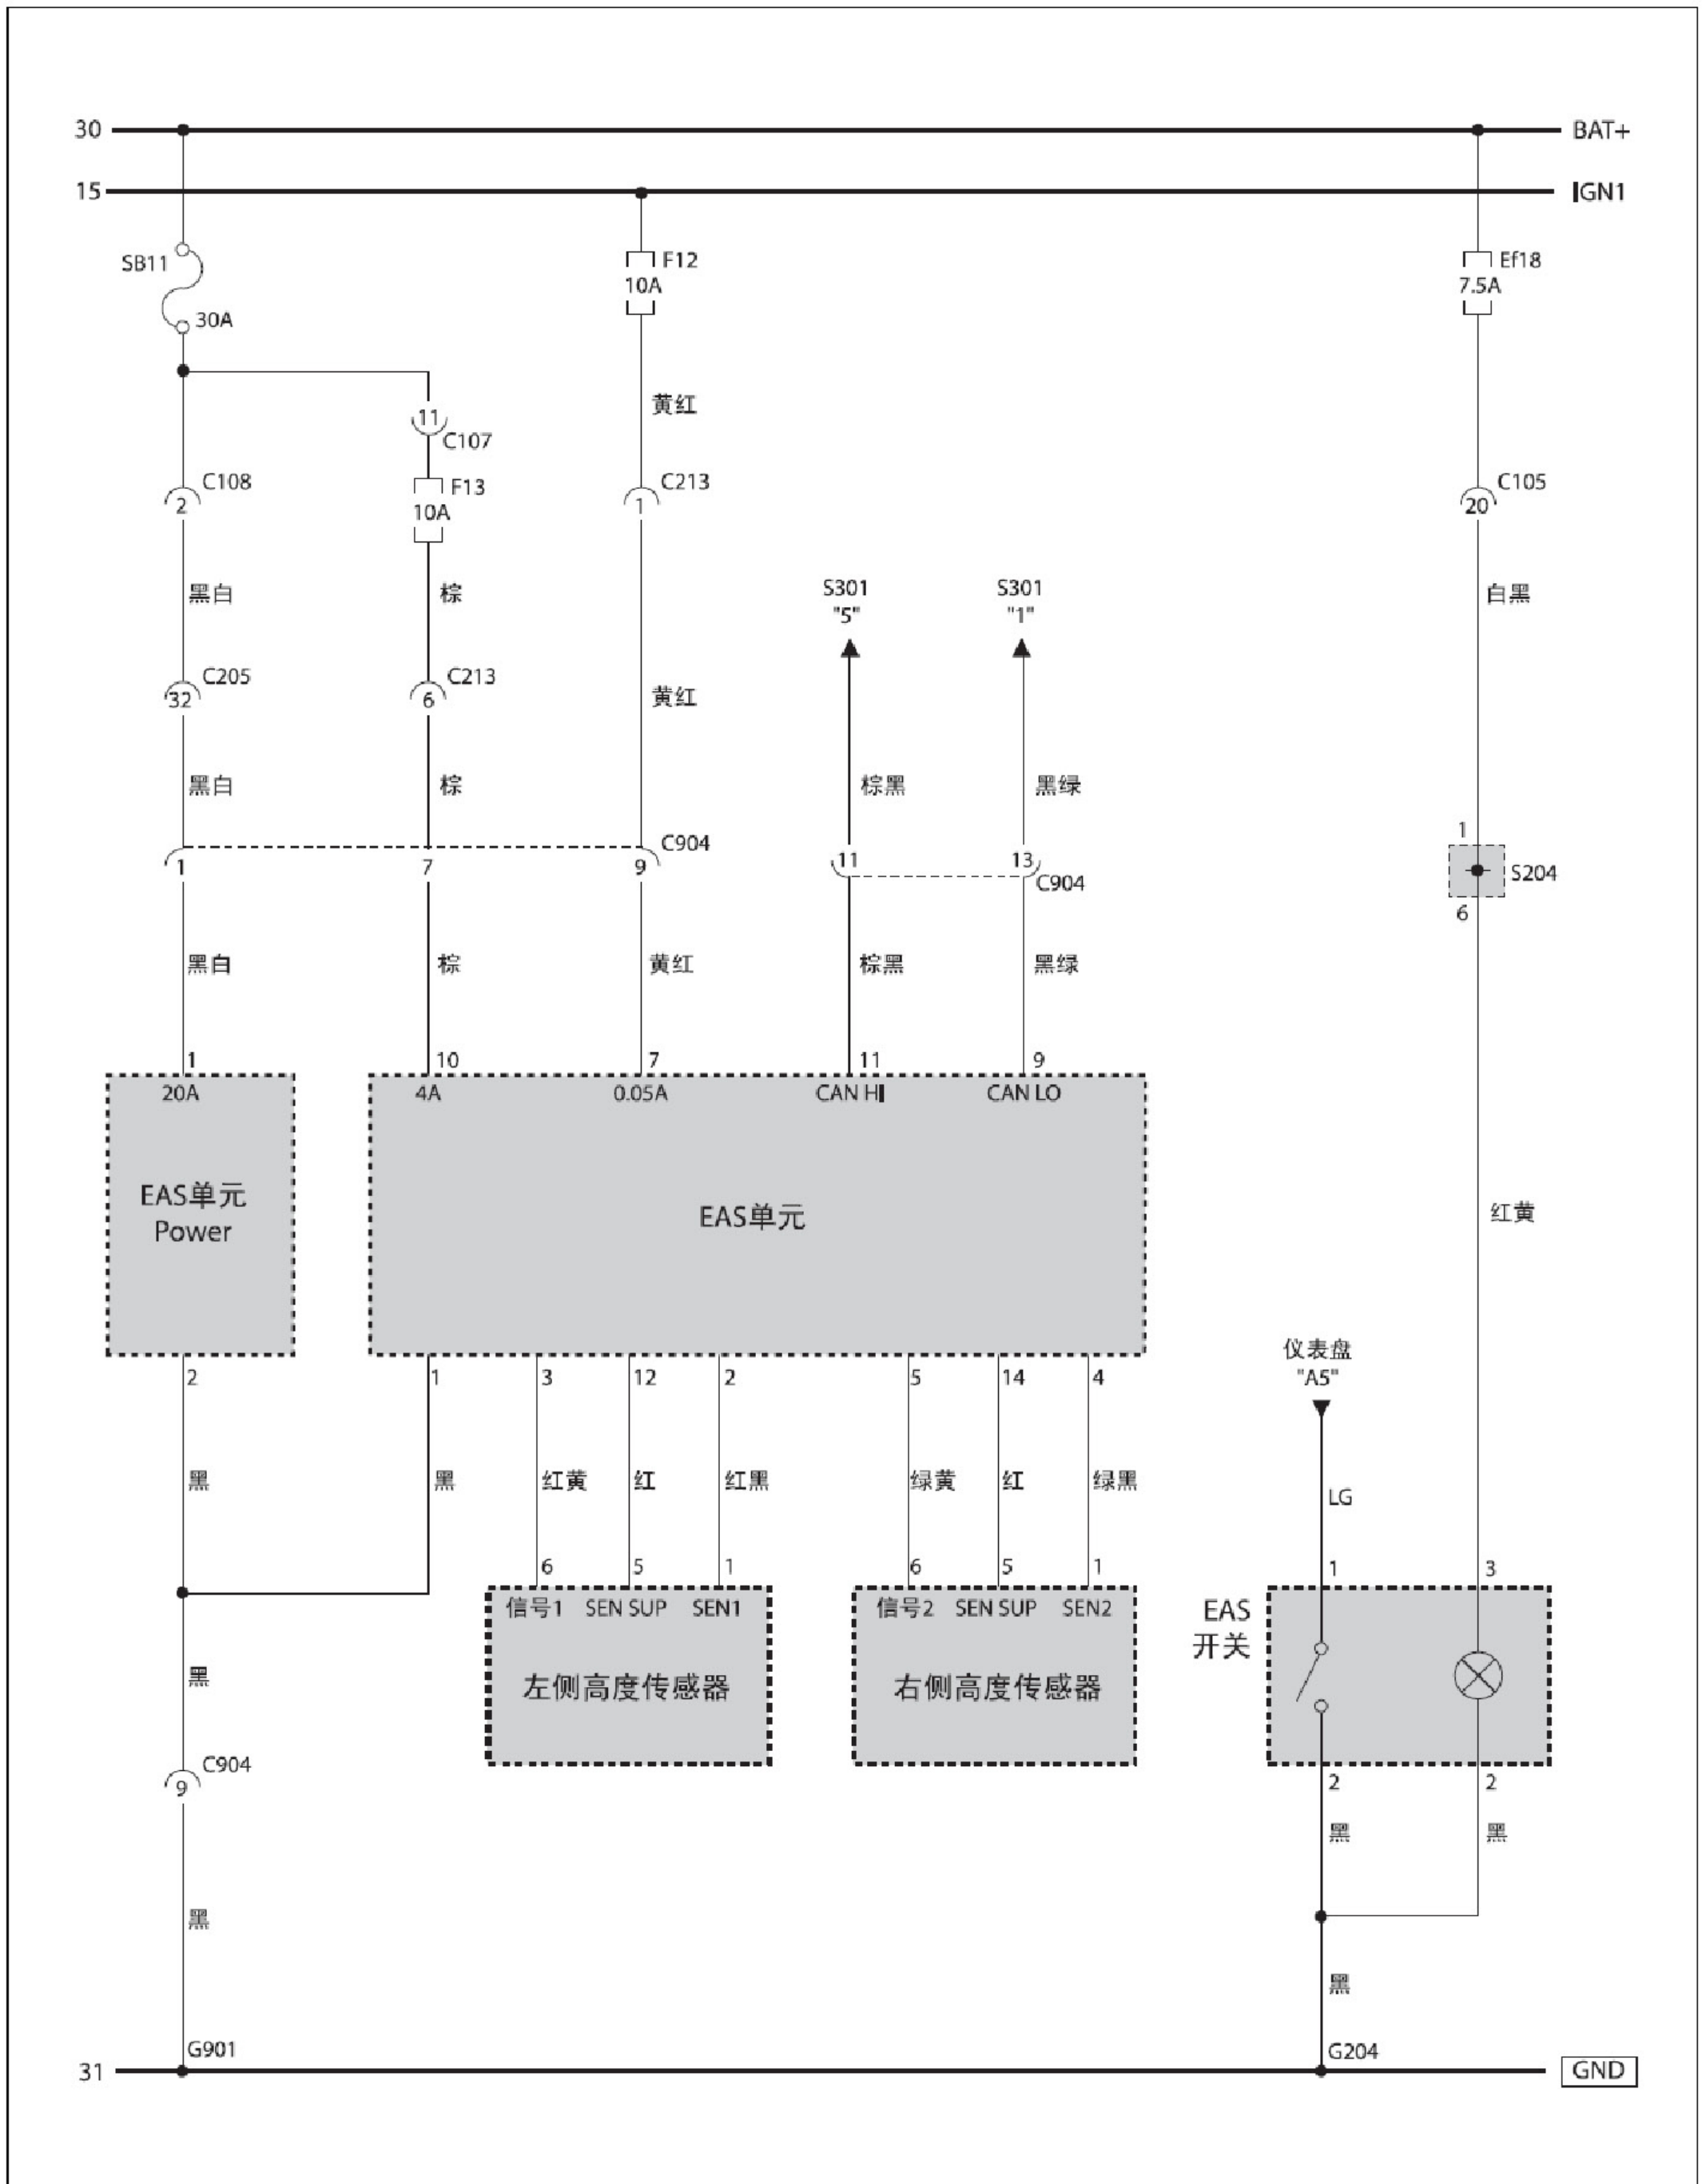 30
BAT+
15
IGN1
SB11
30A
F12
10A
Ef18
7.5A
黄红
11
C107
C108
2
F13
10A
C213
1
C105
20
黑白
棕
S301
"5"
S301
"1"
白黑
C205
32
C213
6
黄红
黑白
棕
棕黑
黑绿
C904
1
7
9
11
13
C904
1
S204
6
黑白
棕
黄红
棕黑
黑绿
1
10
7
11
9
20A
4A
0.05A
CAN HI
CAN LO
EAS单元
Power
EAS单元
红黄
仪表盘
"A5"
2
1
3
12
2
5
14
4
黑
黑
红黄
红
红黑
绿黄
红
绿黑
LG
6
5
1
6
5
1
1
3
信号1
SEN SUP
SEN1
信号2
SEN SUP
SEN2
EAS
开关
左侧高度传感器
右侧高度传感器
黑
C904
9
2
2
黑
黑
黑
黑
G901
G204
31
GND